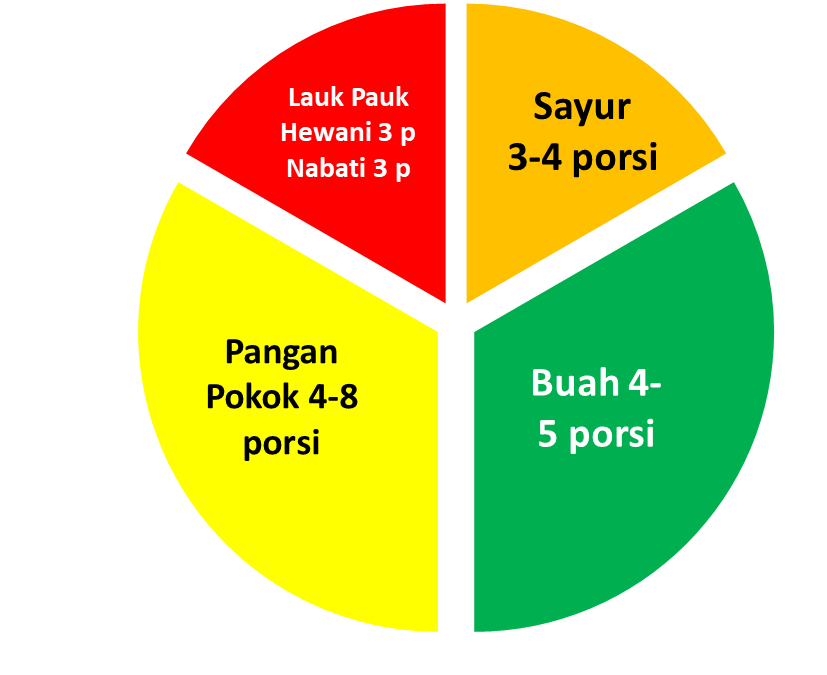 Lauk Pauk
Hewani 3 p
Nabati 3 p
Sayur
3-4 porsi
Pangan
Pokok 4-8
porsi
Buah 4-
5 porsi